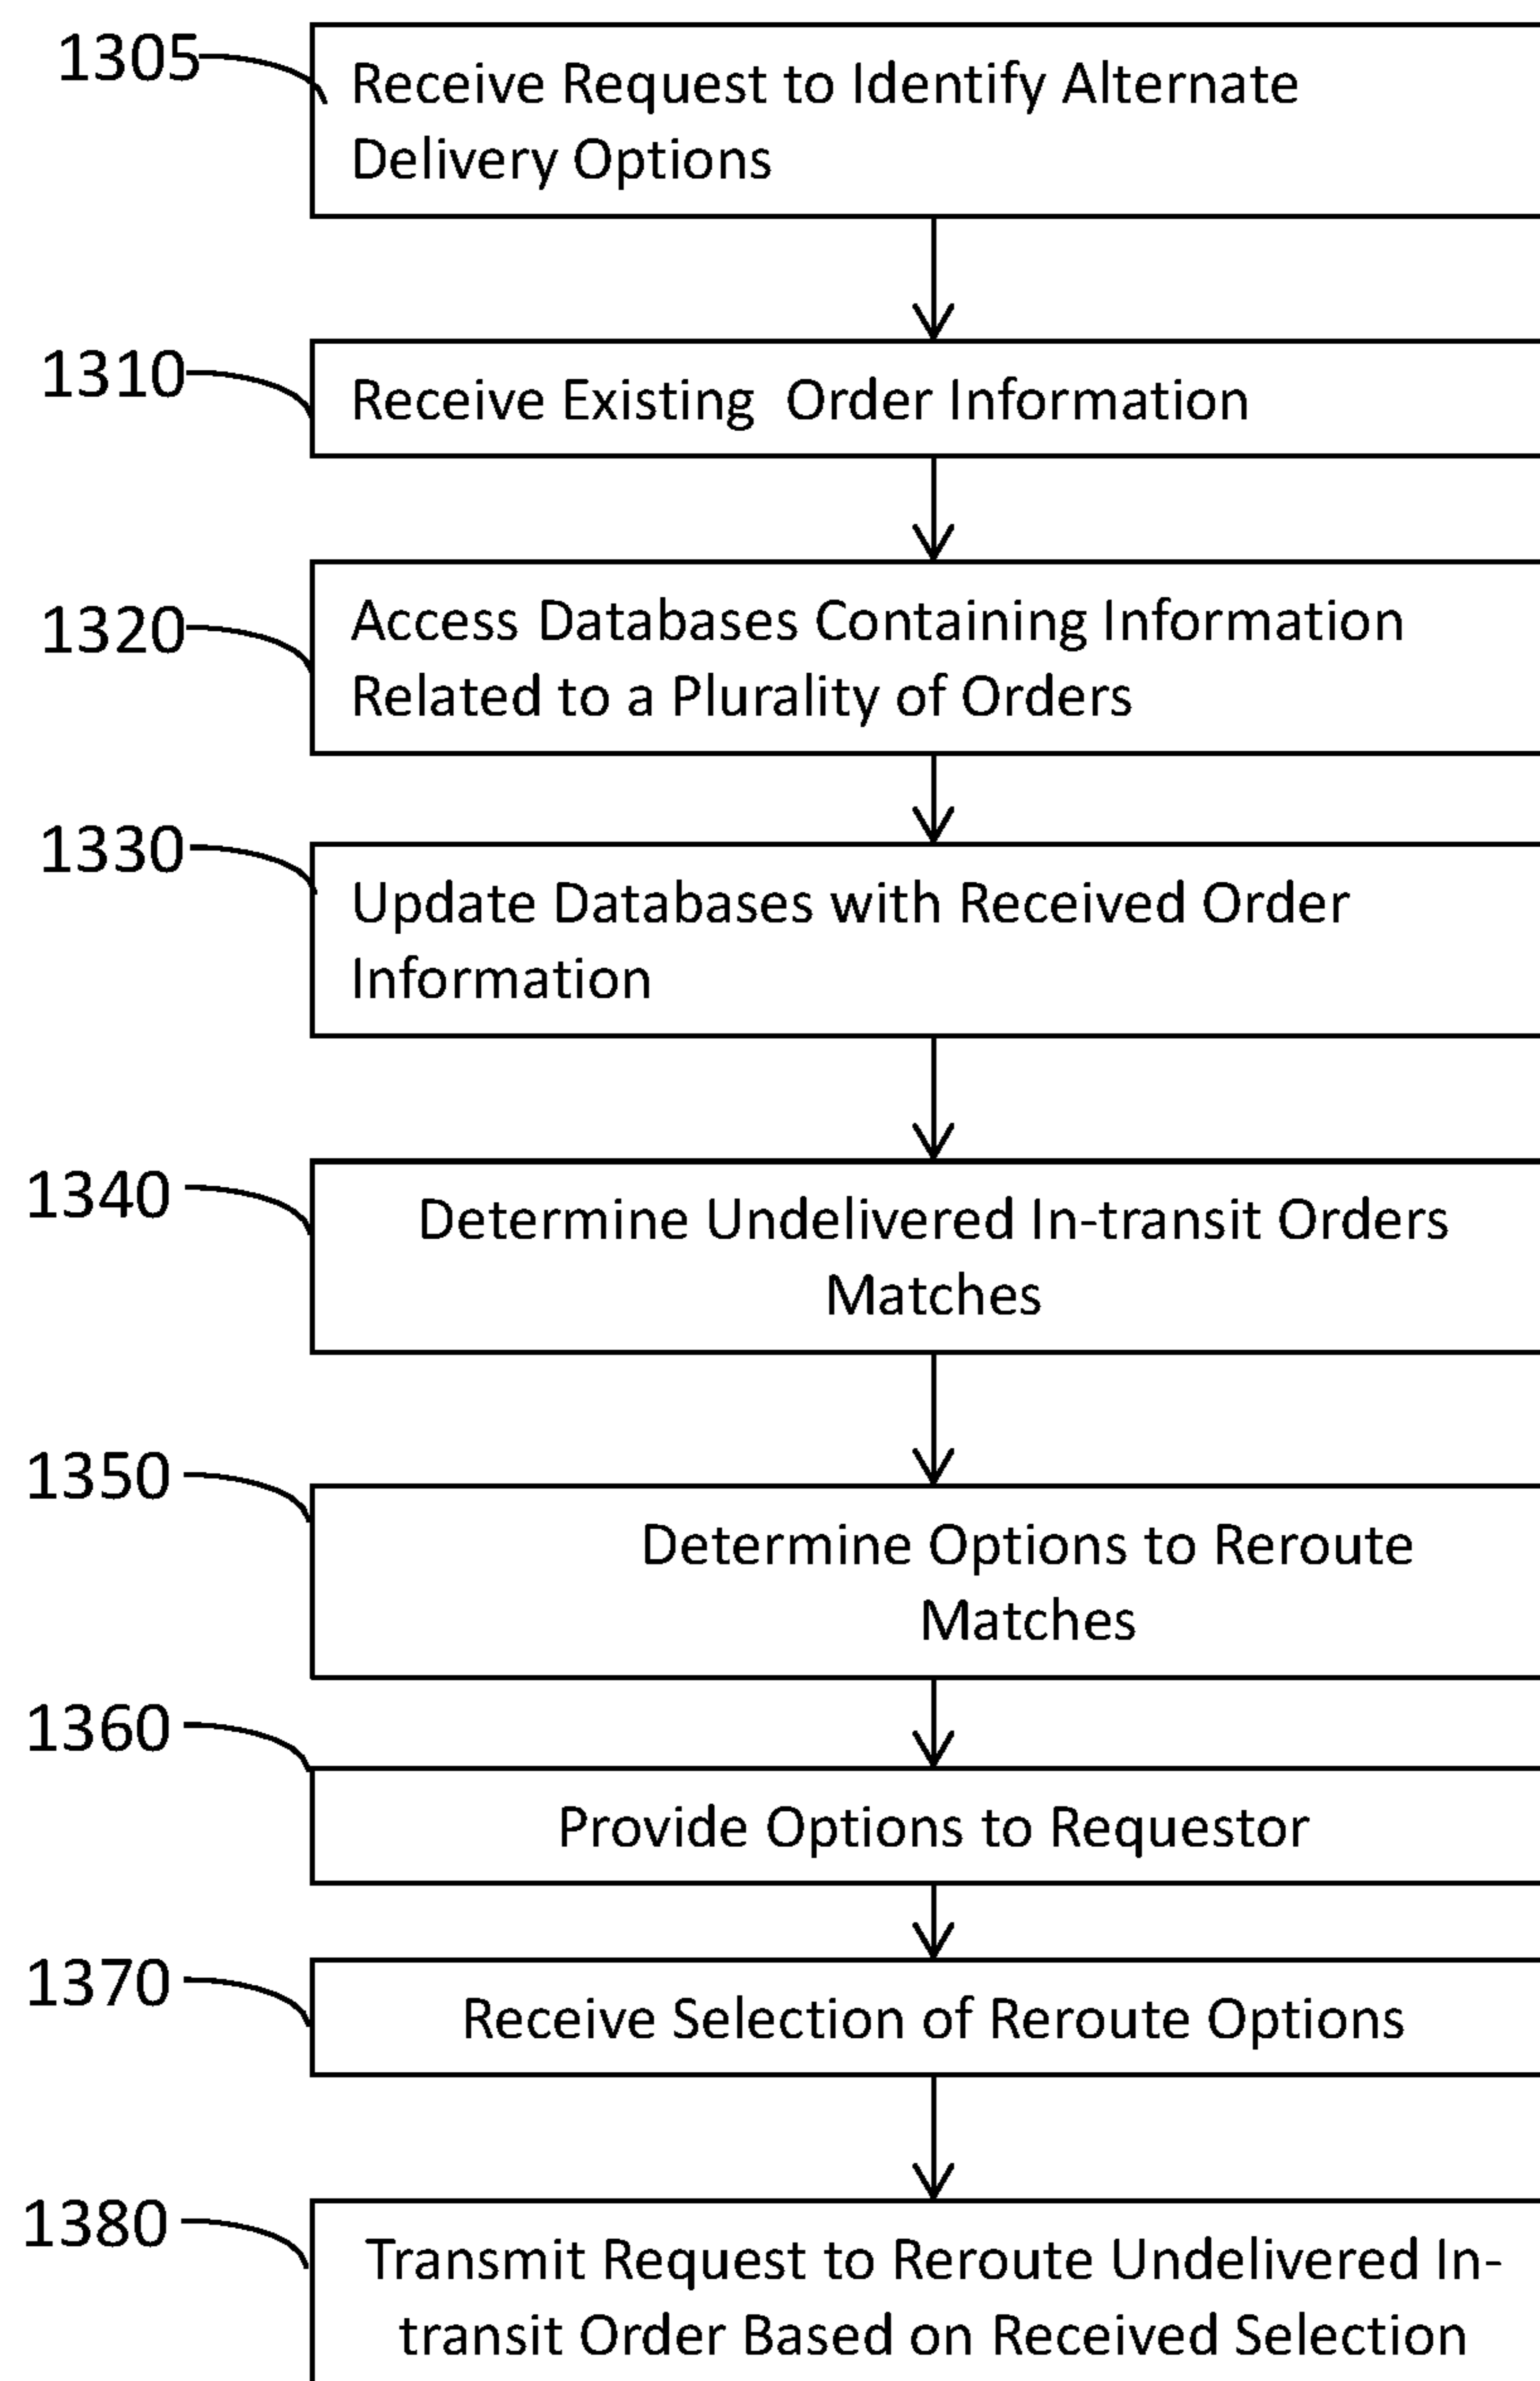 1305
Receive Request to Identify Alternate
Delivery Options
1310
Receive Existing Order Information
1320
Access Databases Containing Information
Related to a Plurality of Orders
1330
Update Databases with Received Order
Information
1340
Determine Undelivered In-transit Orders
Matches
1350
Determine Options to Reroute
Matches
1360
Provide Options to Requestor
1370
Receive Selection of Reroute Options
1380
Transmit Request to Reroute Undelivered In-
transit Order Based on Received Selection